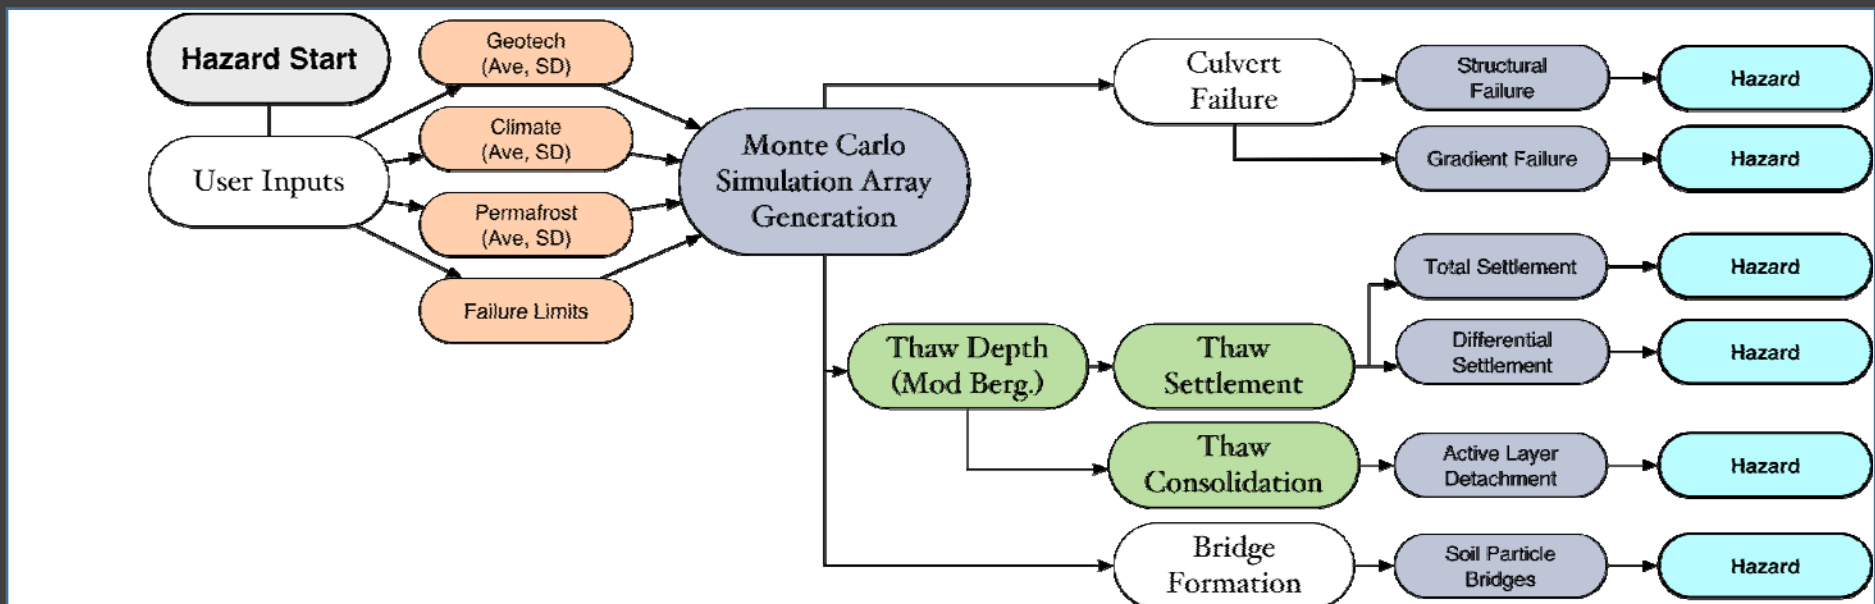 Hazard Start
User Inputs
Geotech
(Ave, SD)
Climate
(Ave, SD)
Permafrost
(Ave, SD)
Failure Limits
Monte Carlo
Simulation Array
Generation
Culvert
Failure
Structural
Failure
Hazard
Gradient Failure
Hazard
Thaw Depth
(Mod Berg.)
Thaw
Settlement
Total Settlement
Hazard
Differential
Settlement
Hazard
Thaw
Consolidation
Active Layer
Detachment
Hazard
Bridge
Formation
Soil Particle
Bridges
Hazard